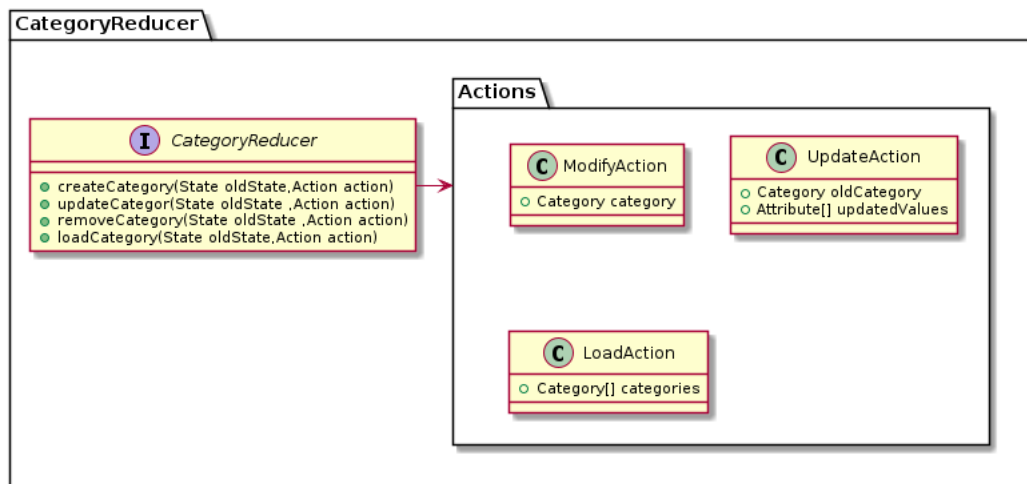 CategoryReducer
Actions
I CategoryReducer
createCategory(State oldState,Action action)
updateCategor(State oldState ,Action action)
removeCategory(State oldState ,Action action)
loadCategory(State oldState,Action action)
C ModifyAction
Category category
C UpdateAction
Category oldCategory
Attribute[] updatedValues
C LoadAction
Category[] categories